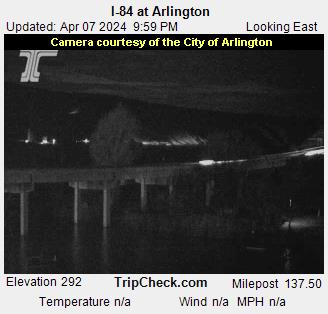 I-84 at Arlington
Updated: Apr 07 2024 9:59 PM Looking East
Camera courtesy of the City of Arlington
Elevation 292 TripCheck.com Milepost 137.50
Temperature n/a Wind n/a MPH n/a